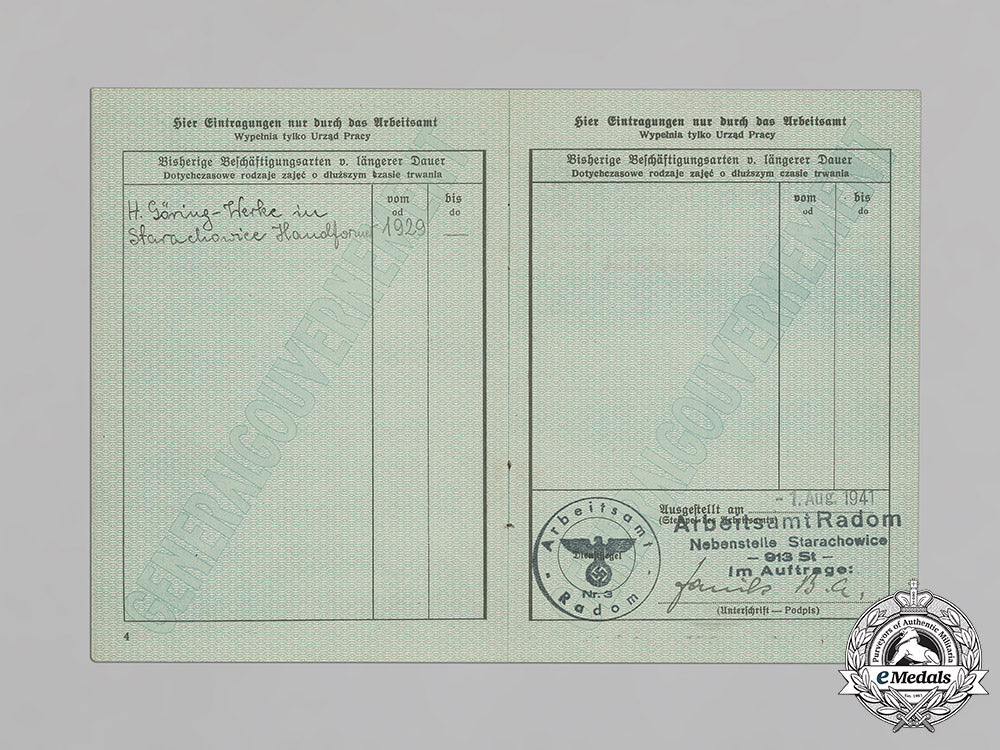 Hier Eintragungen nur durch das Arbeitsamt
Wypełnia tylko Urząd Pracy
Bisherige Beschäftigungsarten v. längerer Dauer
Dotychczasowe rodzaje zajęć o dłuższym czasie trwania
vom bis
od do
H. Göring-Werke in
Starachowice Handformer 1929 —
GENERALGOUVERNEMENT
4
Hier Eintragungen nur durch das Arbeitsamt
Wypełnia tylko Urząd Pracy
Bisherige Beschäftigungsarten v. längerer Dauer
Dotychczasowe rodzaje zajęć o dłuższym czasie trwania
vom bis
od do
GENERALGOUVERNEMENT
Ausgestellt am - 1. Aug. 1941
(Stempel des Arbeitsamts)
Arbeitsamt Radom
Nebenstelle Starachowice
- 913 St -
Im Auftrage:
(Unterschrift — Podpis)
Arbeitsamt
Dienstsiegel
Nr. 3
Radom
Purveyors of Authentic Militaria
eMedals